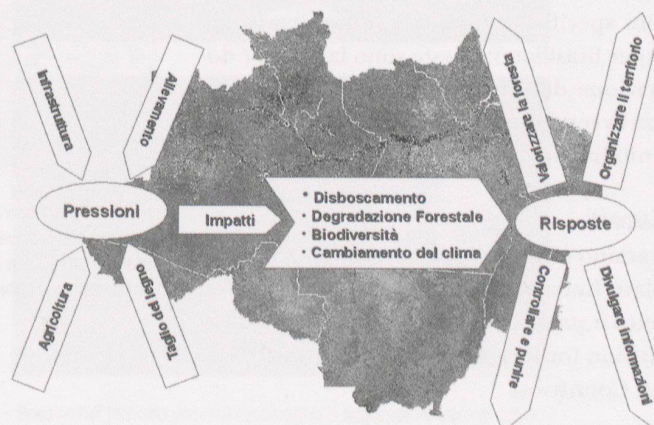 Infrastruttura
Allevamento
Pressioni
Agricoltura
Taglio del legno
Impatti
• Disboscamento
· Degradazione Forestale
· Biodiversità
· Cambiamento del clima
Valorizzare la foresta
Organizzare il territorio
Risposte
Controllare e punire
Divulgare informazioni